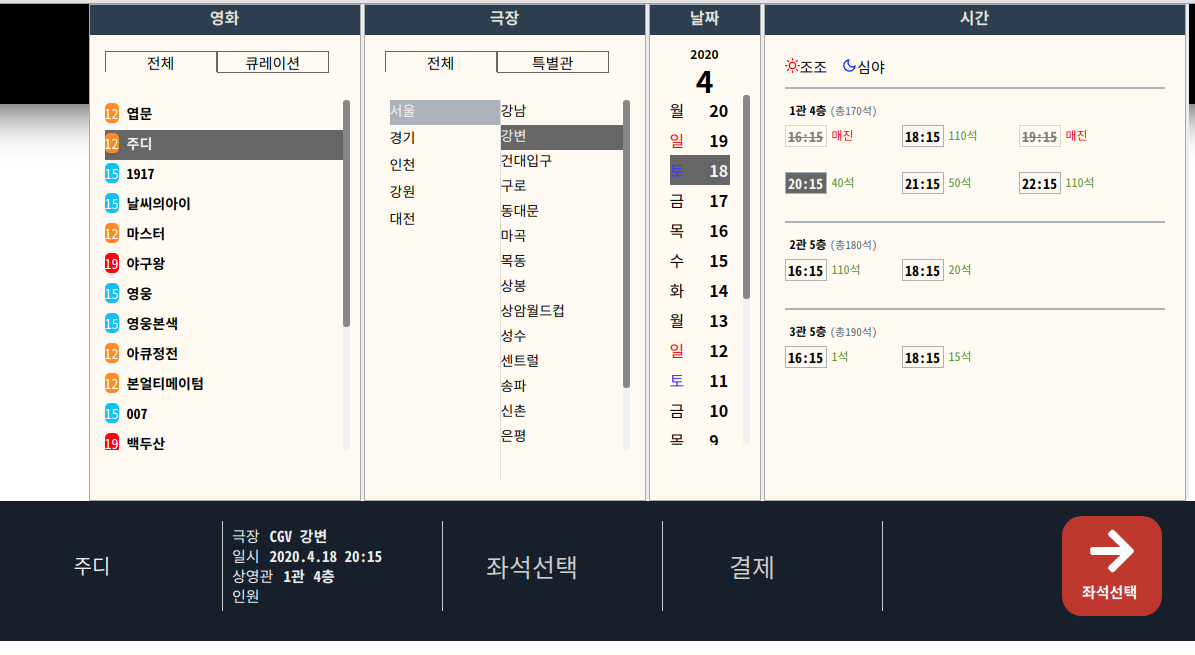 영화
전체
큐레이션
12 엽문
12 주디
15 1917
15 날씨의아이
12 마스터
19 야구왕
15 영웅
15 영웅본색
12 아큐정전
12 본얼티메이텀
15 007
19 백두산
극장
전체
특별관
서울
경기
인천
강원
대전
강남
강변
건대입구
구로
동대문
마곡
목동
상봉
상암월드컵
성수
센트럴
송파
신촌
은평
날짜
2020
4
월 20
일 19
토 18
금 17
목 16
수 15
화 14
월 13
일 12
토 11
금 10
목 9
시간
조조 심야
1관 4층 (총170석)
16:15 매진 18:15 110석 19:15 매진
20:15 40석 21:15 50석 22:15 110석
2관 5층 (총180석)
16:15 110석 18:15 20석
3관 5층 (총190석)
16:15 1석 18:15 15석
주디
극장 CGV 강변
일시 2020.4.18 20:15
상영관 1관 4층
인원
좌석선택
결제
좌석선택